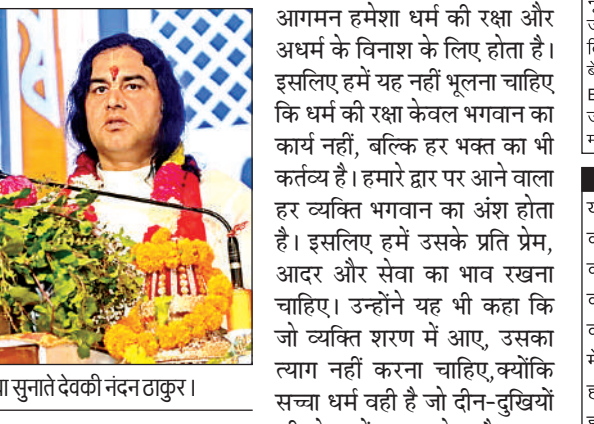 सुनाते देवकी नंदन ठाकुर।
आगमन हमेशा धर्म की रक्षा और
अधर्म के विनाश के लिए होता है।
इसलिए हमें यह नहीं भूलना चाहिए
कि धर्म की रक्षा केवल भगवान का
कार्य नहीं, बल्कि हर भक्त का भी
कर्तव्य है। हमारे द्वार पर आने वाला
हर व्यक्ति भगवान का अंश होता
है। इसलिए हमें उसके प्रति प्रेम,
आदर और सेवा का भाव रखना
चाहिए। उन्होंने यह भी कहा कि
जो व्यक्ति शरण में आए, उसका
त्याग नहीं करना चाहिए,क्योंकि
सच्चा धर्म वही है जो दीन-दुखियों